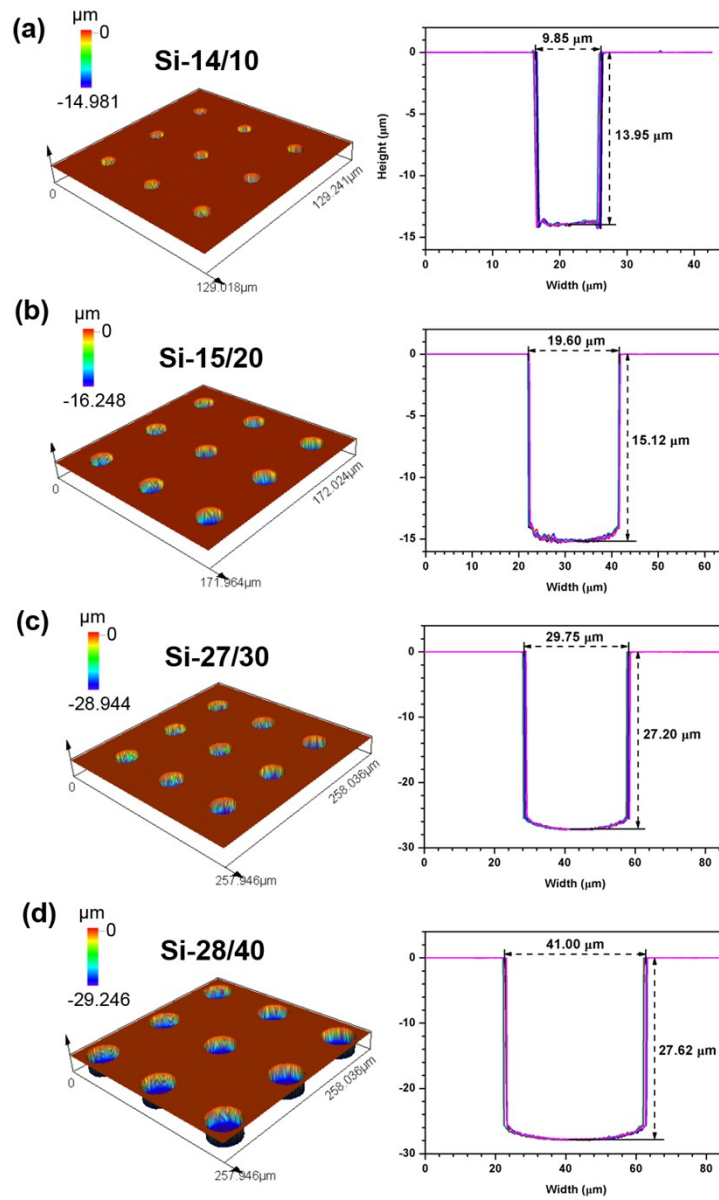 (a)
µm
0
-14.981
Si-14/10
0
129.018µm
129.241µm
9.85 µm
13.95 µm
Height (µm)
0
-5
-10
-15
0 10 20 30 40
Width (µm)
(b)
µm
0
-16.248
Si-15/20
0
171.964µm
172.024µm
19.60 µm
15.12 µm
0
-5
-10
-15
0 20 40 60
Width (µm)
(c)
µm
0
-28.944
Si-27/30
0
257.946µm
258.036µm
29.75 µm
27.20 µm
0
-10
-20
-30
0 20 40 60 80
Width (µm)
(d)
µm
0
-29.246
Si-28/40
0
257.946µm
258.036µm
41.00 µm
27.62 µm
0
-10
-20
-30
0 20 40 60 80
Width (µm)